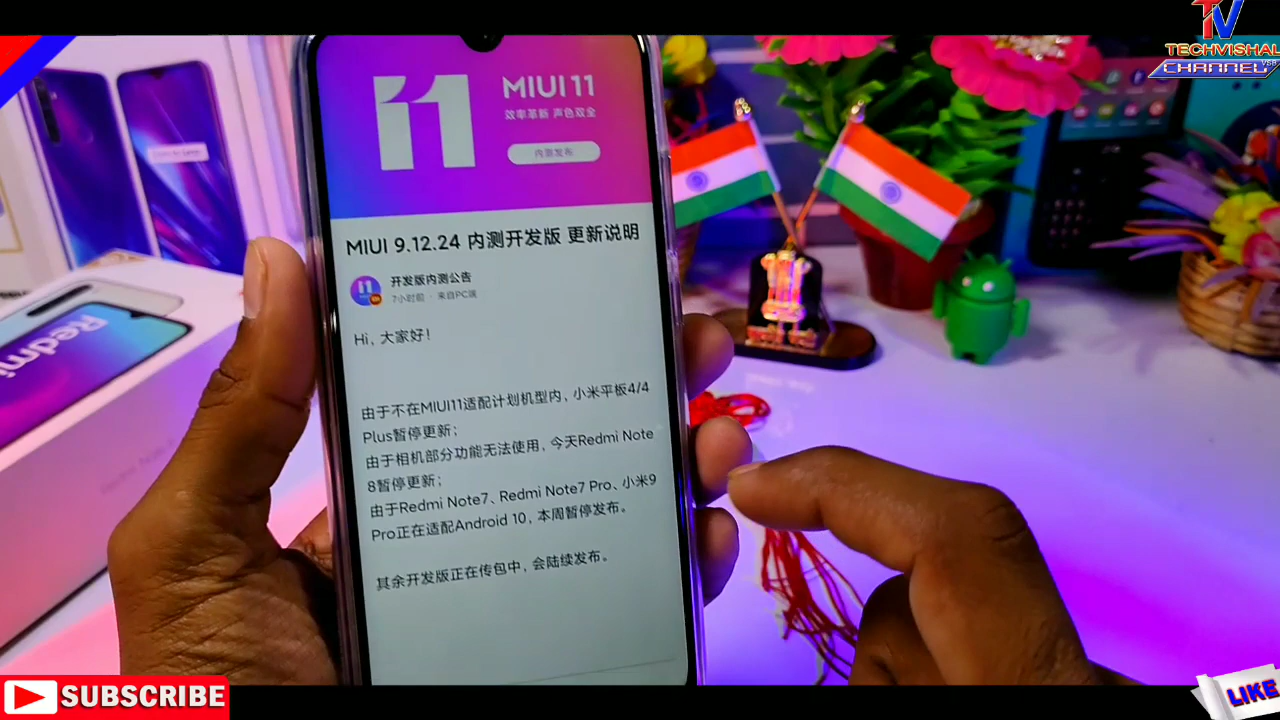 TV
TECHVISHAL
CHANNEL VSB
MIUI 11
效率革新 声色双全
内测发布
MIUI 9.12.24 内测开发版 更新说明
开发版内测公告
7小时前 · 来自PC端
Hi, 大家好!
由于不在MIUI11适配计划机型内,小米平板4/4
Plus暂停更新;
由于相机部分功能无法使用,今天Redmi Note
8暂停更新;
由于Redmi Note7、Redmi Note7 Pro、小米9
Pro正在适配Android 10,本周暂停发布。
其余开发版正在传包中,会陆续发布。
Redmi
SUBSCRIBE
LIKE